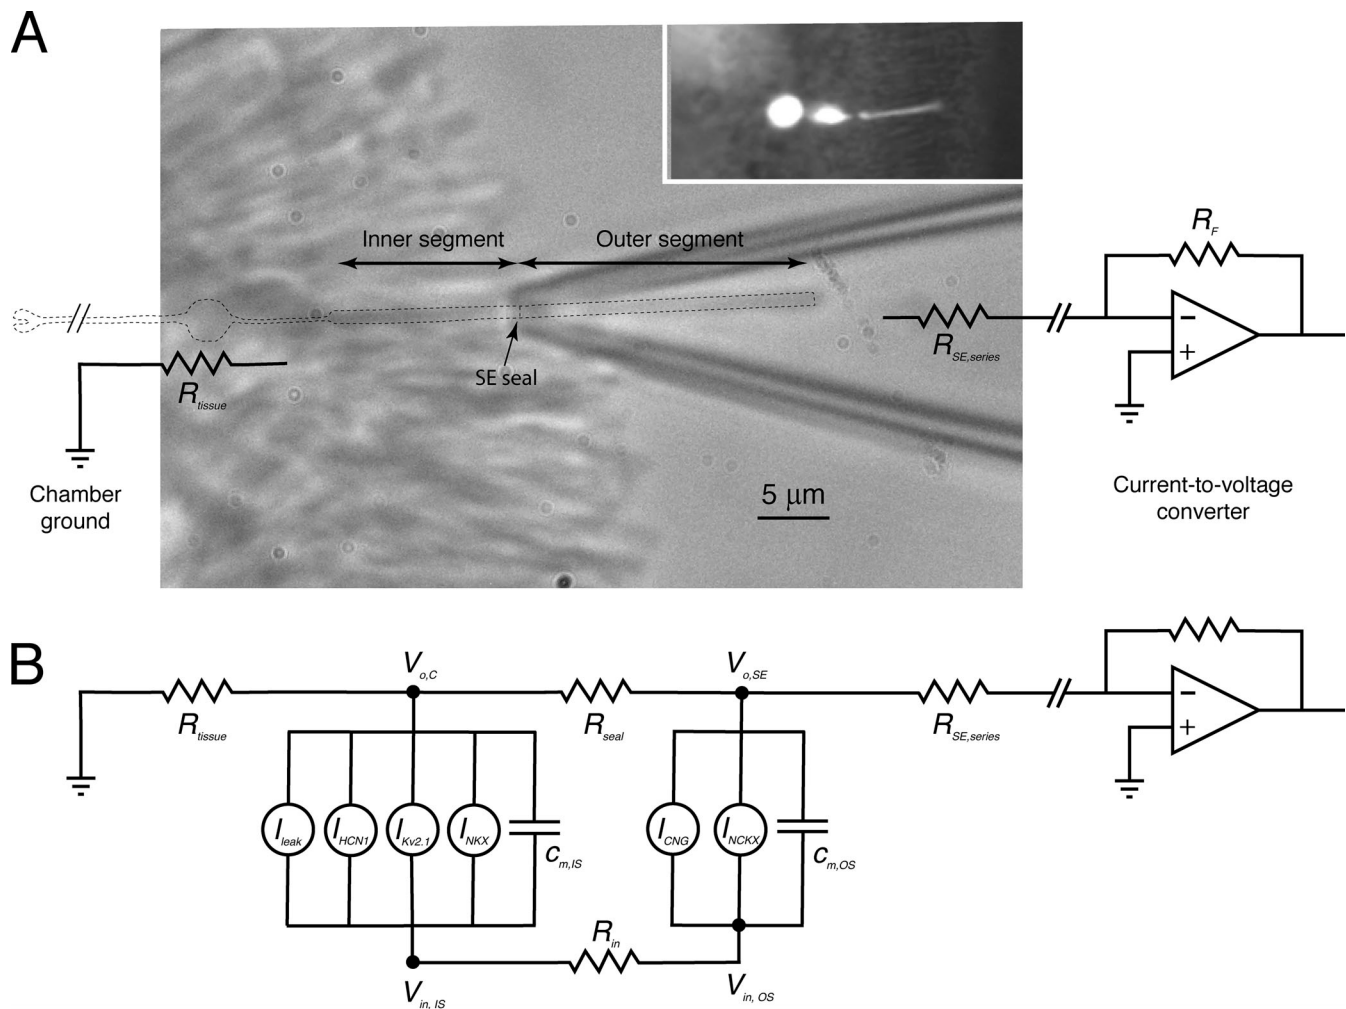 A
Inner segment
Outer segment
R_F
R_SE,series
SE seal
R_tissue
+
−
Chamber
ground
5 μm
Current-to-voltage
converter
B
V_o,C
V_o,SE
R_tissue
R_seal
R_SE,series
−
+
I_leak
I_HCN1
I_Kv2.1
I_NKX
C_m,IS
I_CNG
I_NCKX
C_m,OS
R_in
V_in, IS
V_in, OS